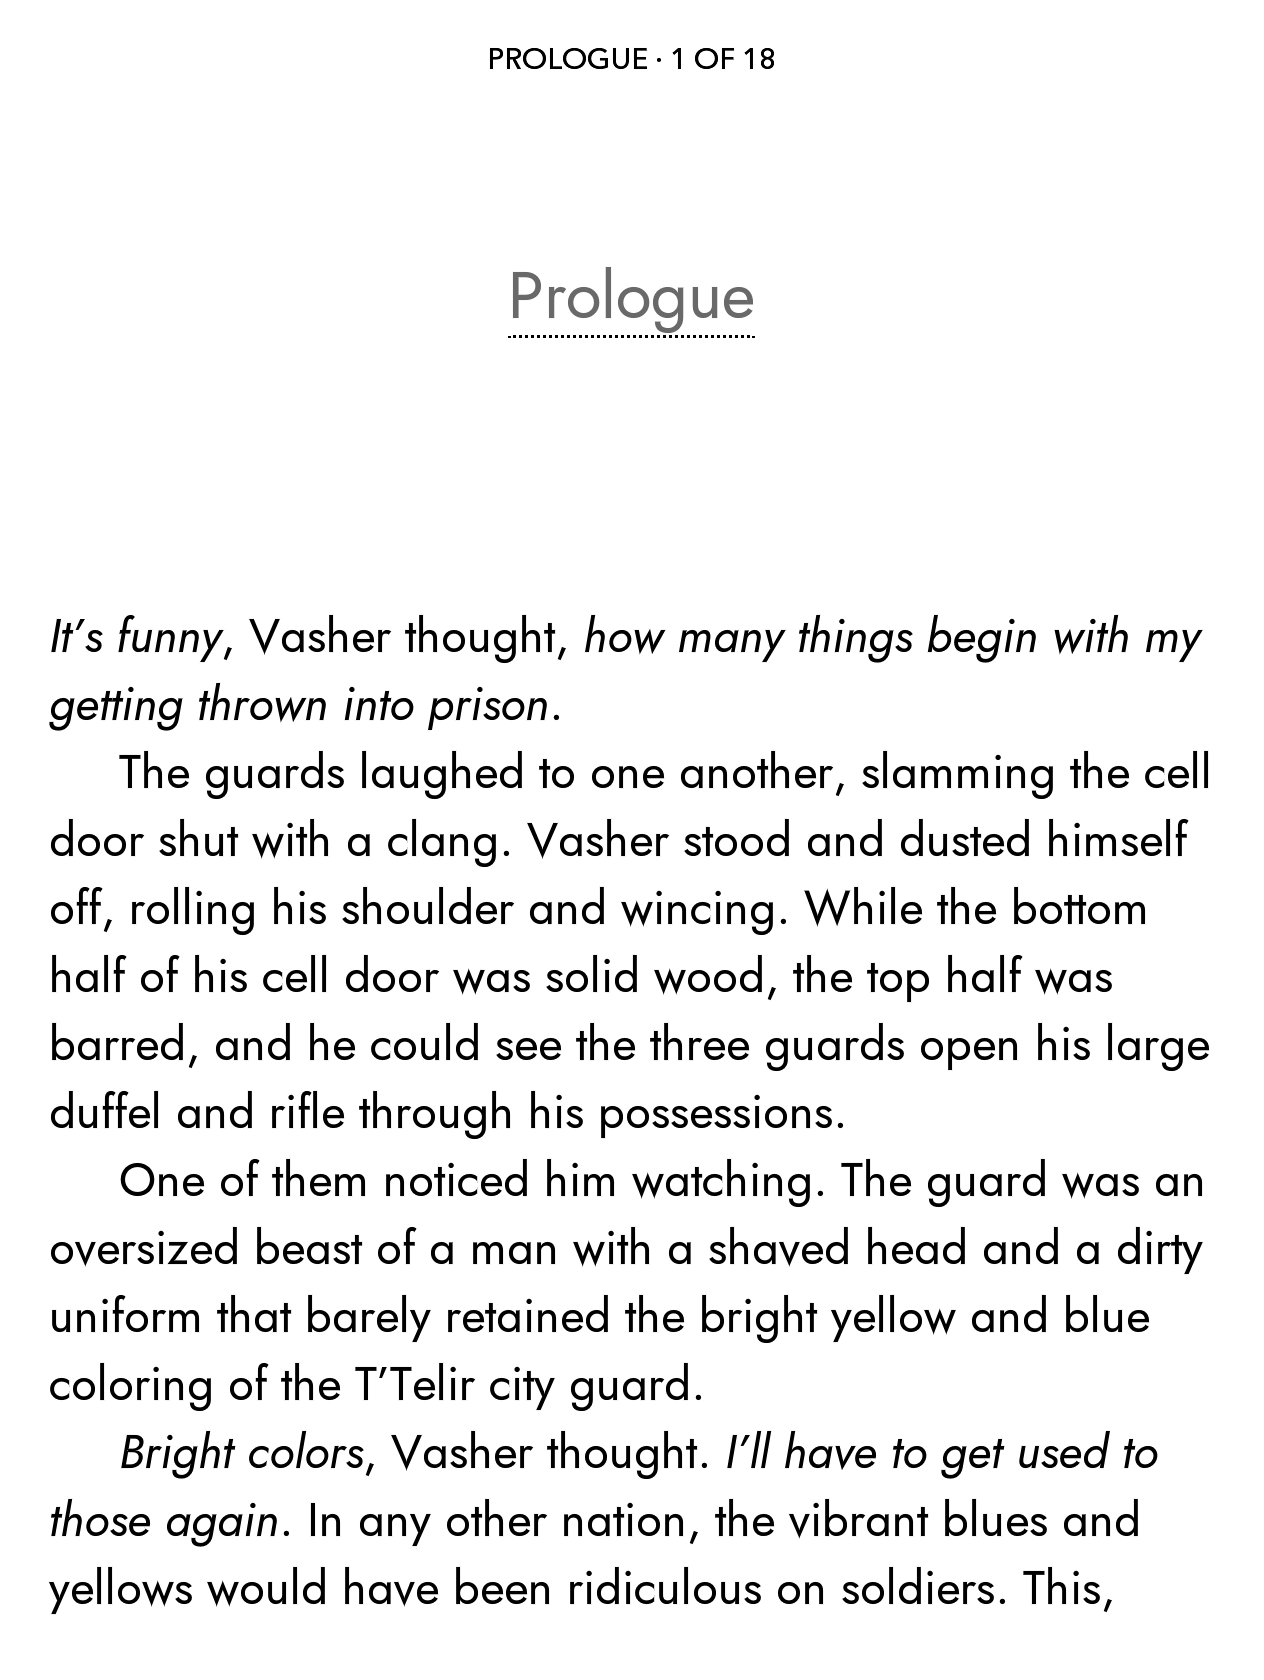 PROLOGUE · 1 OF 18
Prologue
It’s funny, Vasher thought, how many things begin with my
getting thrown into prison.
The guards laughed to one another, slamming the cell
door shut with a clang. Vasher stood and dusted himself
off, rolling his shoulder and wincing. While the bottom
half of his cell door was solid wood, the top half was
barred, and he could see the three guards open his large
duffel and rifle through his possessions.
One of them noticed him watching. The guard was an
oversized beast of a man with a shaved head and a dirty
uniform that barely retained the bright yellow and blue
coloring of the T’Telir city guard.
Bright colors, Vasher thought. I’ll have to get used to
those again. In any other nation, the vibrant blues and
yellows would have been ridiculous on soldiers. This,